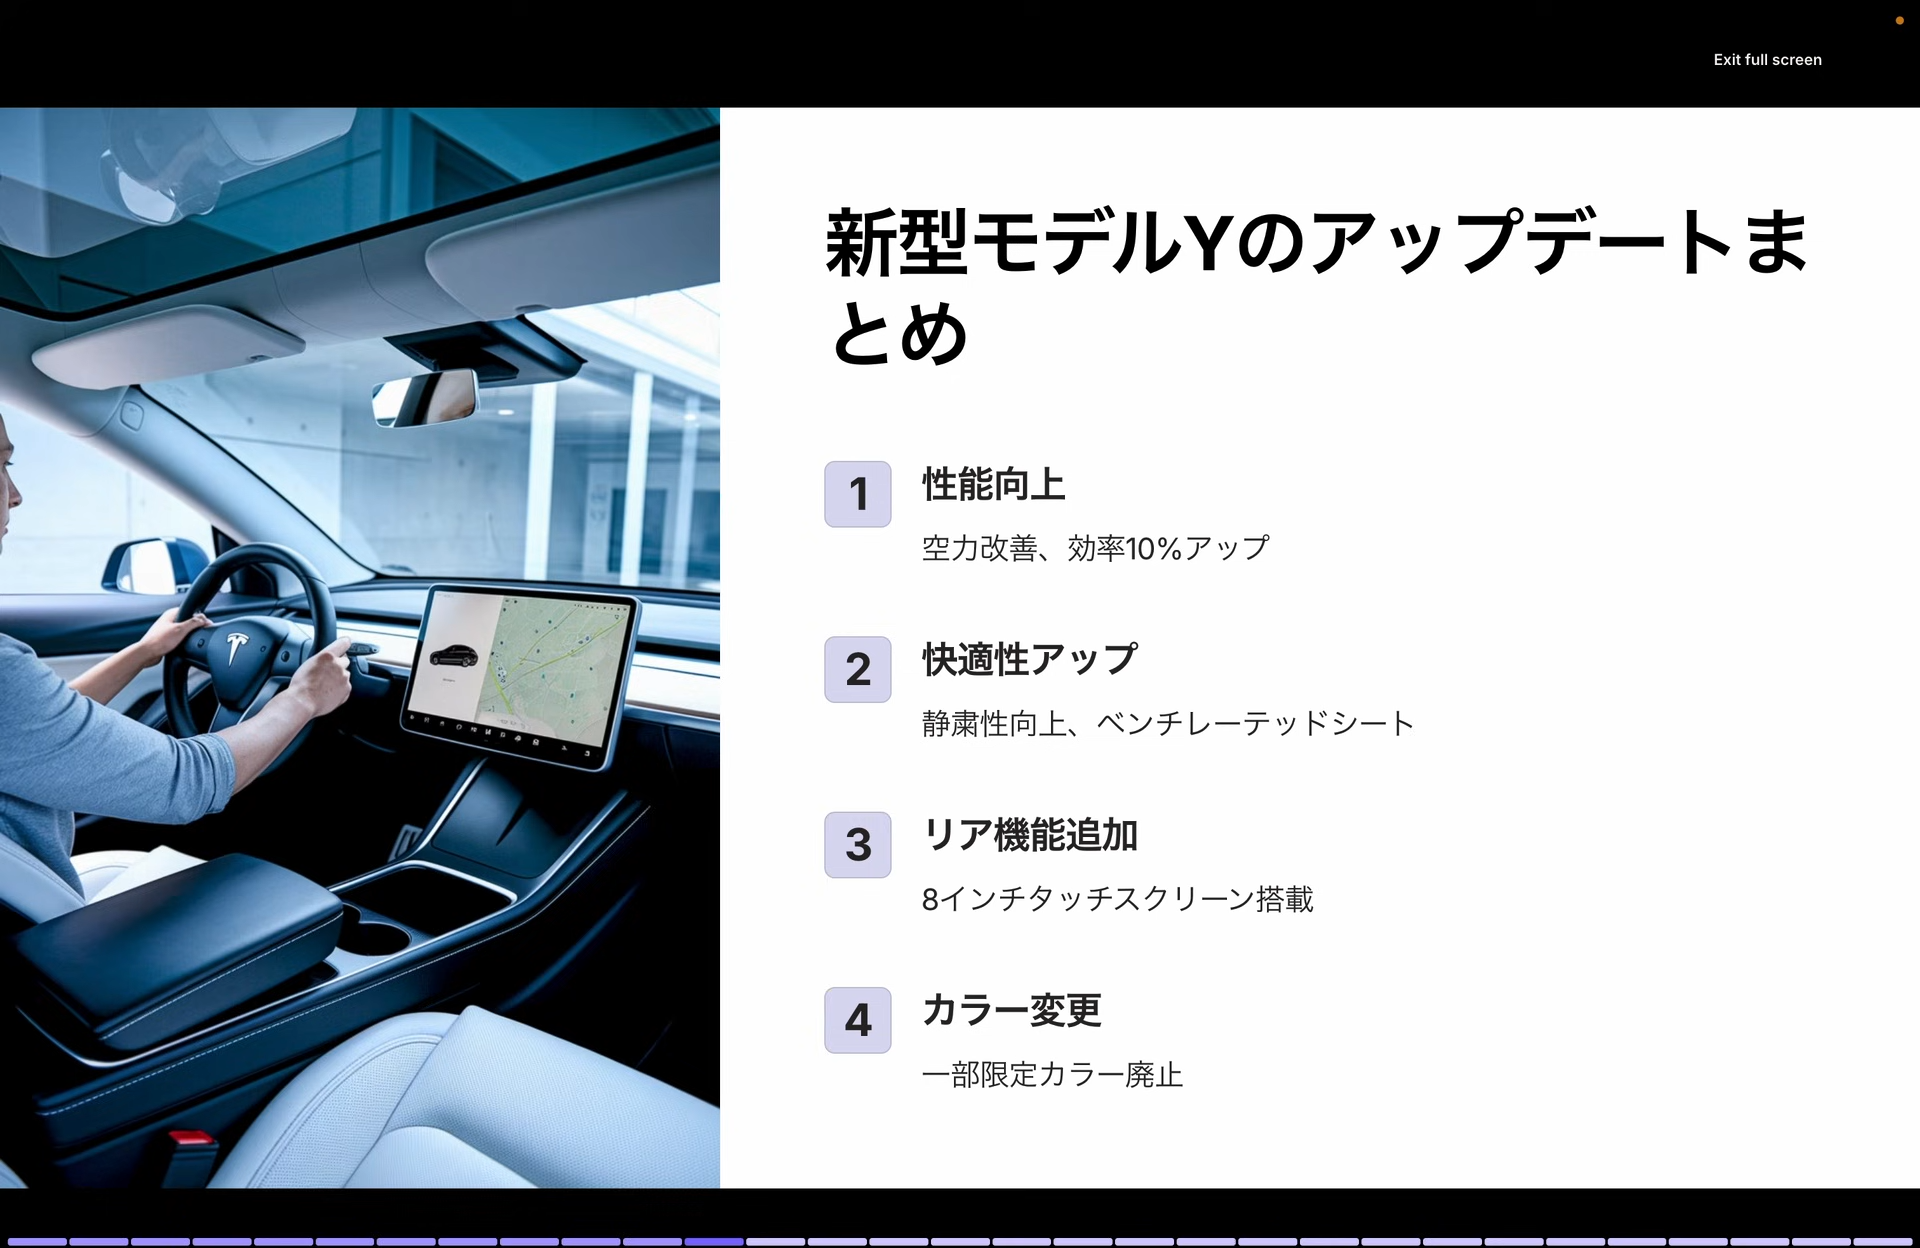 Exit full screen
新型モデルYのアップデートま
とめ
1
性能向上
空力改善、効率10%アップ
2
快適性アップ
静粛性向上、ベンチレーテッドシート
3
リア機能追加
8インチタッチスクリーン搭載
4
カラー変更
一部限定カラー廃止